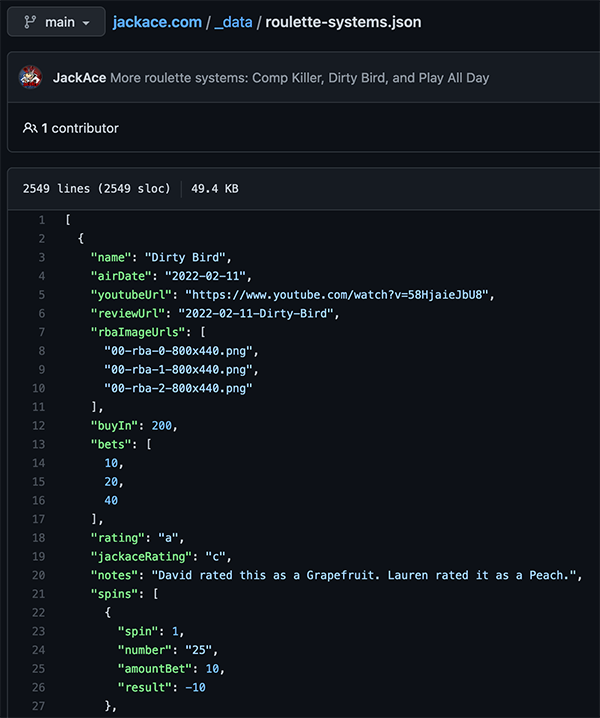 main
jackace.com / _data / roulette-systems.json
JackAce More roulette systems: Comp Killer, Dirty Bird, and Play All Day
1 contributor
2549 lines (2549 sloc) 49.4 KB
1 [
2 {
3 "name": "Dirty Bird",
4 "airDate": "2022-02-11",
5 "youtubeUrl": "https://www.youtube.com/watch?v=58HjaieJbU8",
6 "reviewUrl": "2022-02-11-Dirty-Bird",
7 "rbaImageUrls": [
8 "00-rba-0-800x440.png",
9 "00-rba-1-800x440.png",
10 "00-rba-2-800x440.png"
11 ],
12 "buyIn": 200,
13 "bets": [
14 10,
15 20,
16 40
17 ],
18 "rating": "a",
19 "jackaceRating": "c",
20 "notes": "David rated this as a Grapefruit. Lauren rated it as a Peach.",
21 "spins": [
22 {
23 "spin": 1,
24 "number": "25",
25 "amountBet": 10,
26 "result": -10
27 },